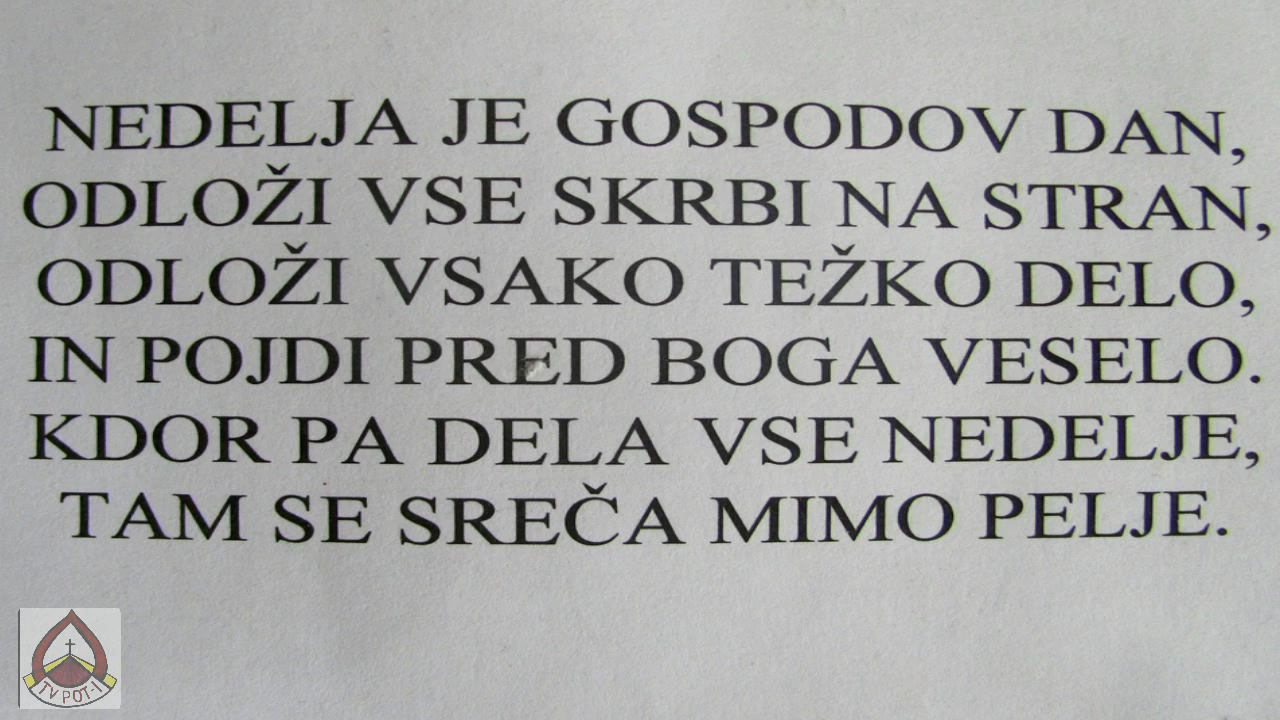 NEDELJA JE GOSPODOV DAN,
ODLOŽI VSE SKRBI NA STRAN,
ODLOŽI VSAKO TEŽKO DELO,
IN POJDI PRED BOGA VESELO.
KDOR PA DELA VSE NEDELJE,
TAM SE SREČA MIMO PELJE.
TV POT-1